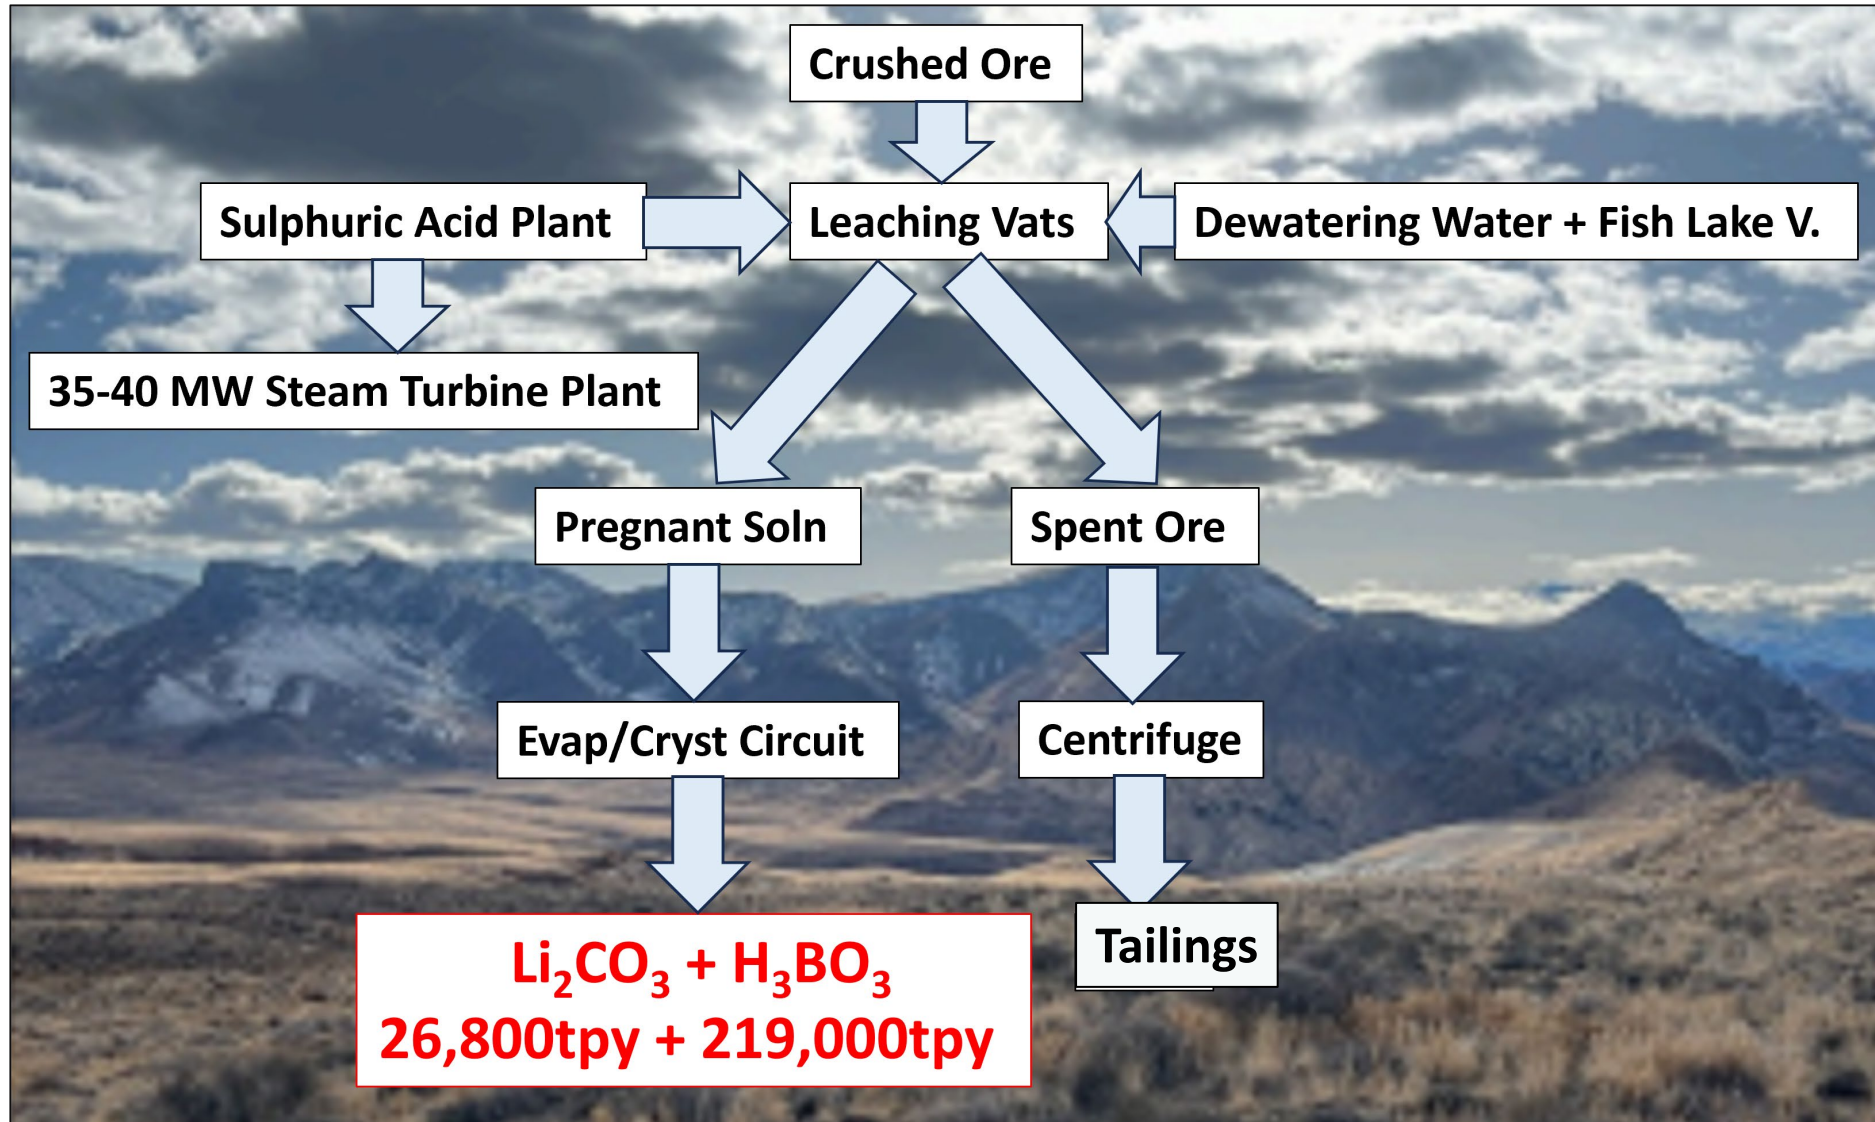 Crushed Ore
Sulphuric Acid Plant
Leaching Vats
Dewatering Water + Fish Lake V.
35-40 MW Steam Turbine Plant
Pregnant Soln
Spent Ore
Evap/Cryst Circuit
Centrifuge
Li₂CO₃ + H₃BO₃
26,800tpy + 219,000tpy
Tailings